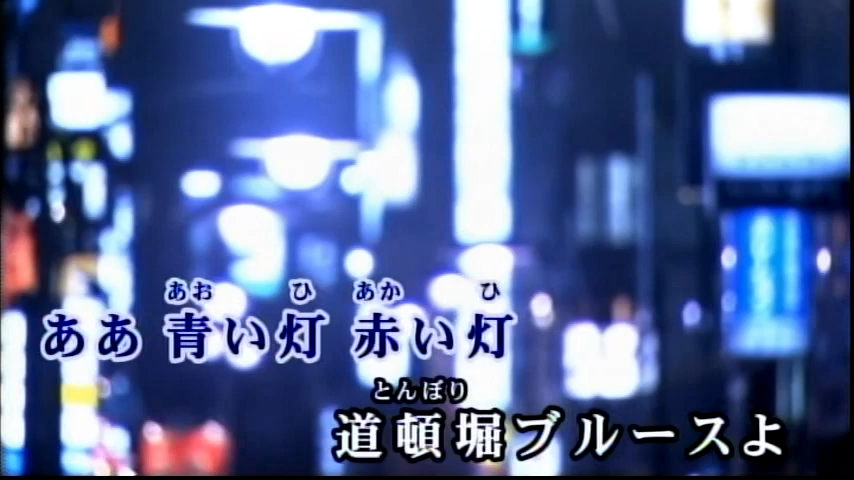 あお ひ あか ひ
ああ 青い灯 赤い灯
とんぼり
道頓堀ブルースよ